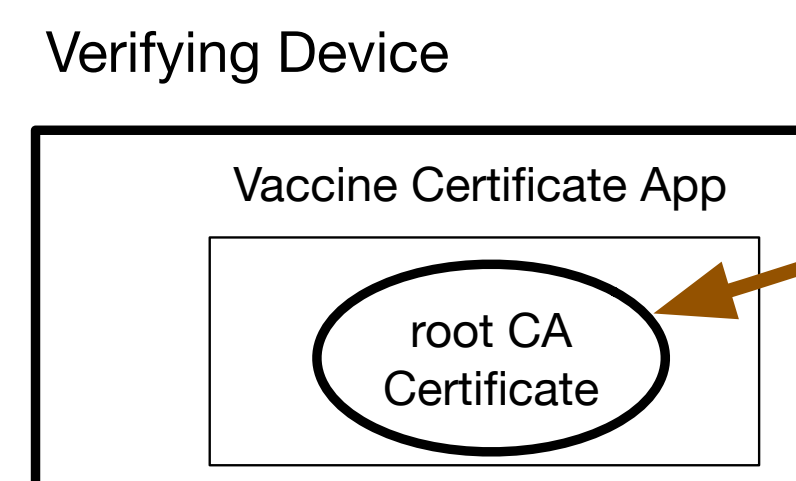 Verifying Device
Vaccine Certificate App
root CA
Certificate